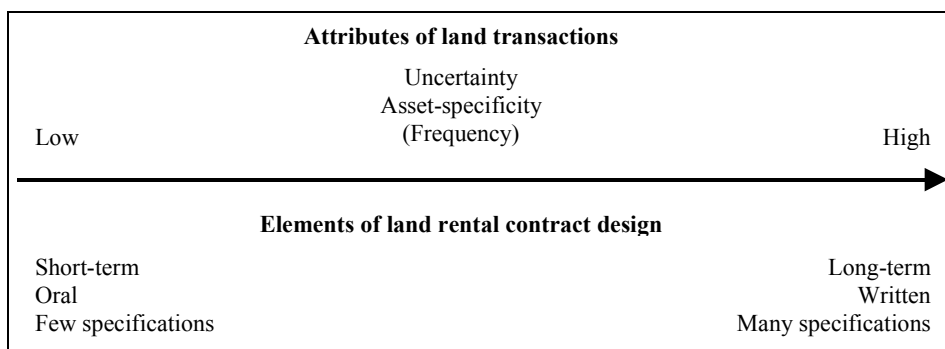 Attributes of land transactions
Uncertainty
Asset-specificity
Low (Frequency) High
Elements of land rental contract design
Short-term Long-term
Oral Written
Few specifications Many specifications